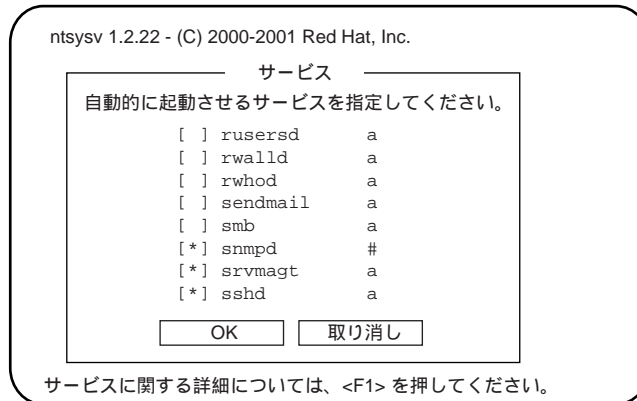 ntsysv 1.2.22 - (C) 2000-2001 Red Hat, Inc.
サービス
自動的に起動させるサービスを指定してください。
[ ] rusersd a
[ ] rwalld a
[ ] rwhod a
[ ] sendmail a
[ ] smb a
[*] snmpd #
[*] srvmagt a
[*] sshd a
OK 取り消し
サービスに関する詳細については、<F1> を押してください。